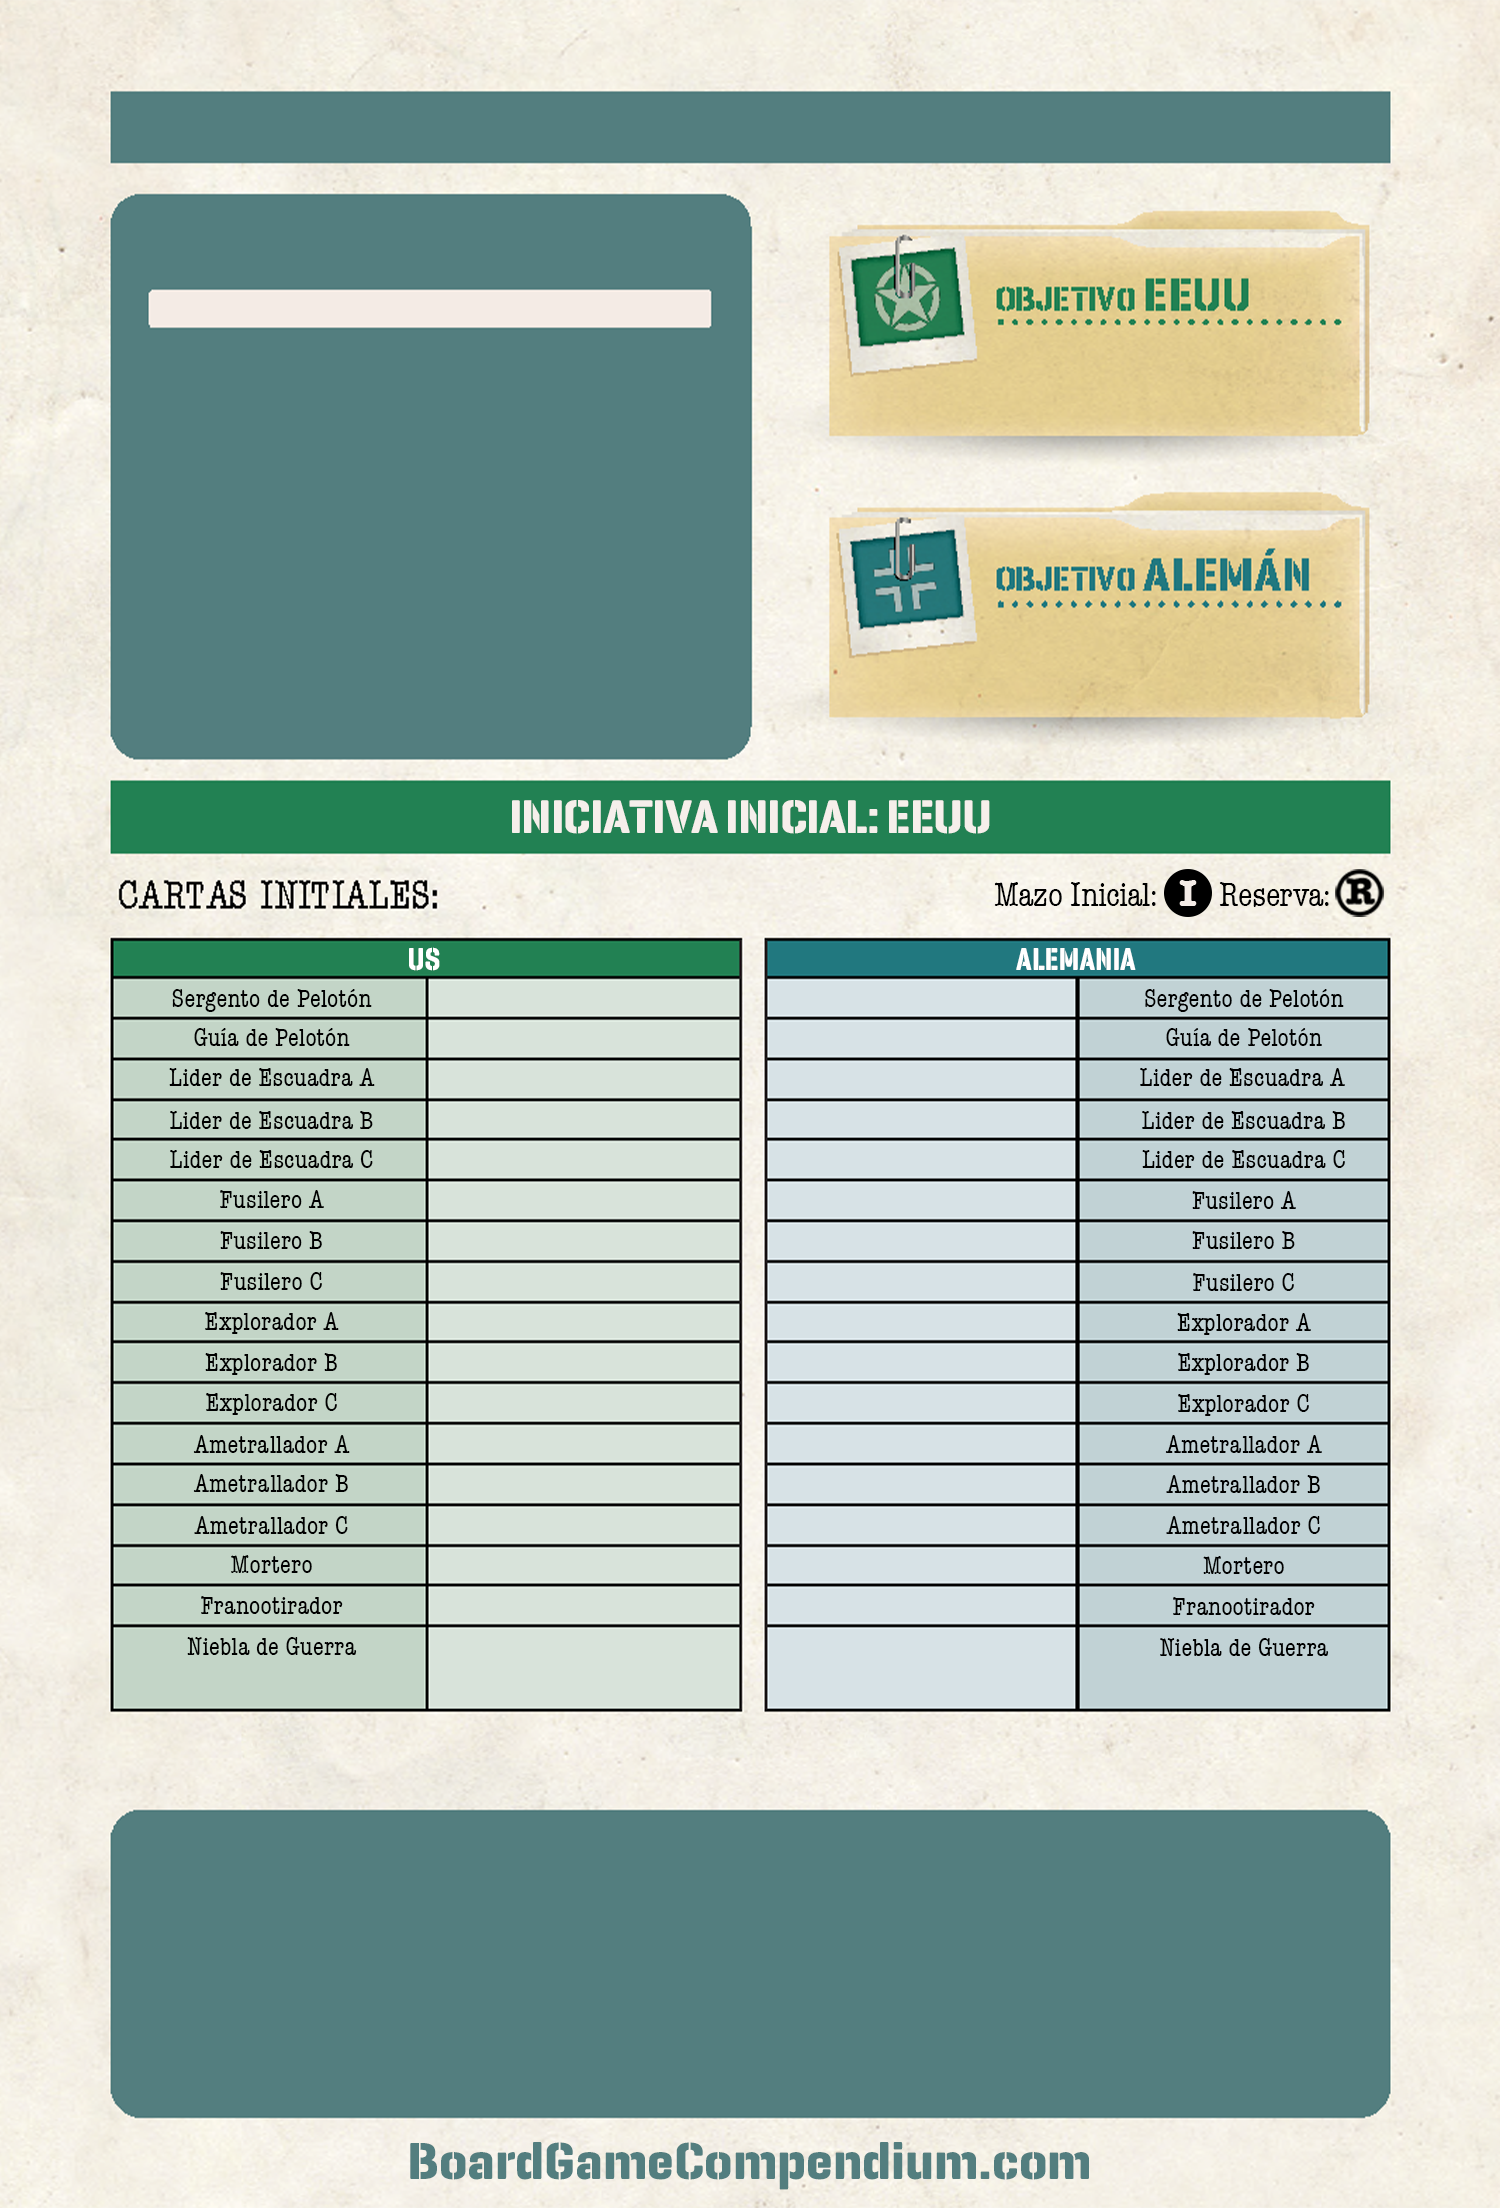 OBJETIVO EEUU
OBJETIVO ALEMÁN
INICIATIVA INICIAL: EEUU
CARTAS INITIALES:
Mazo Inicial: I Reserva: R
US
Sergento de Pelotón
Guía de Pelotón
Lider de Escuadra A
Lider de Escuadra B
Lider de Escuadra C
Fusilero A
Fusilero B
Fusilero C
Explorador A
Explorador B
Explorador C
Ametrallador A
Ametrallador B
Ametrallador C
Mortero
Franootirador
Niebla de Guerra
ALEMANIA
Sergento de Pelotón
Guía de Pelotón
Lider de Escuadra A
Lider de Escuadra B
Lider de Escuadra C
Fusilero A
Fusilero B
Fusilero C
Explorador A
Explorador B
Explorador C
Ametrallador A
Ametrallador B
Ametrallador C
Mortero
Franootirador
Niebla de Guerra
BoardGameCompendium.com